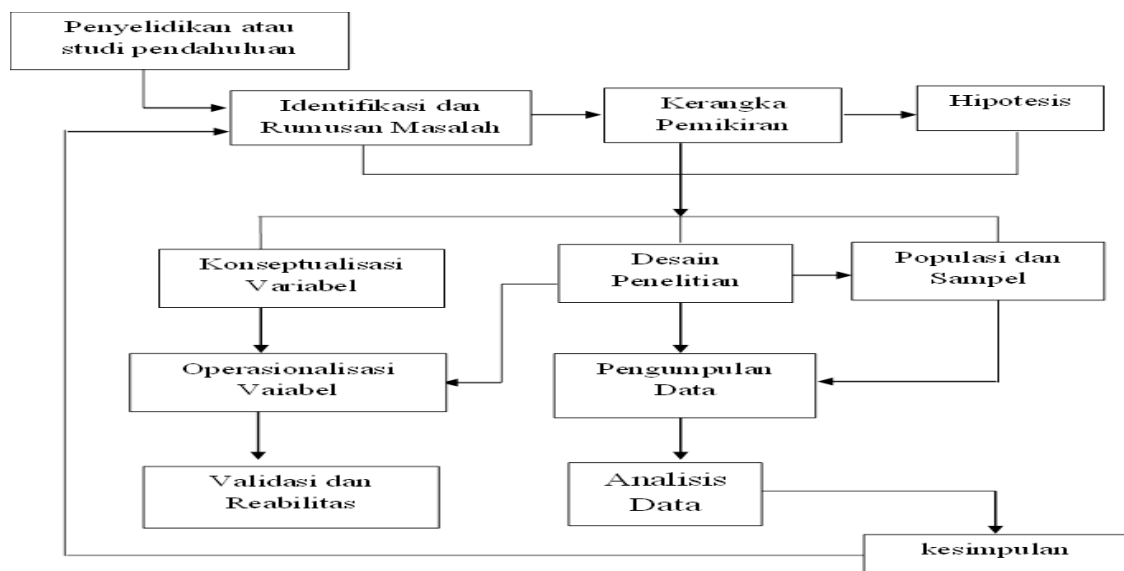 Penyelidikan atau
studi pendahuluan
Identifikasi dan
Rumusan Masalah
Kerangka
Pemikiran
Hipotesis
Konseptualisasi
Variabel
Desain
Penelitian
Populasi dan
Sampel
Operasionalisasi
Vaiabel
Pengumpulan
Data
Validasi dan
Reabilitas
Analisis
Data
kesimpulan